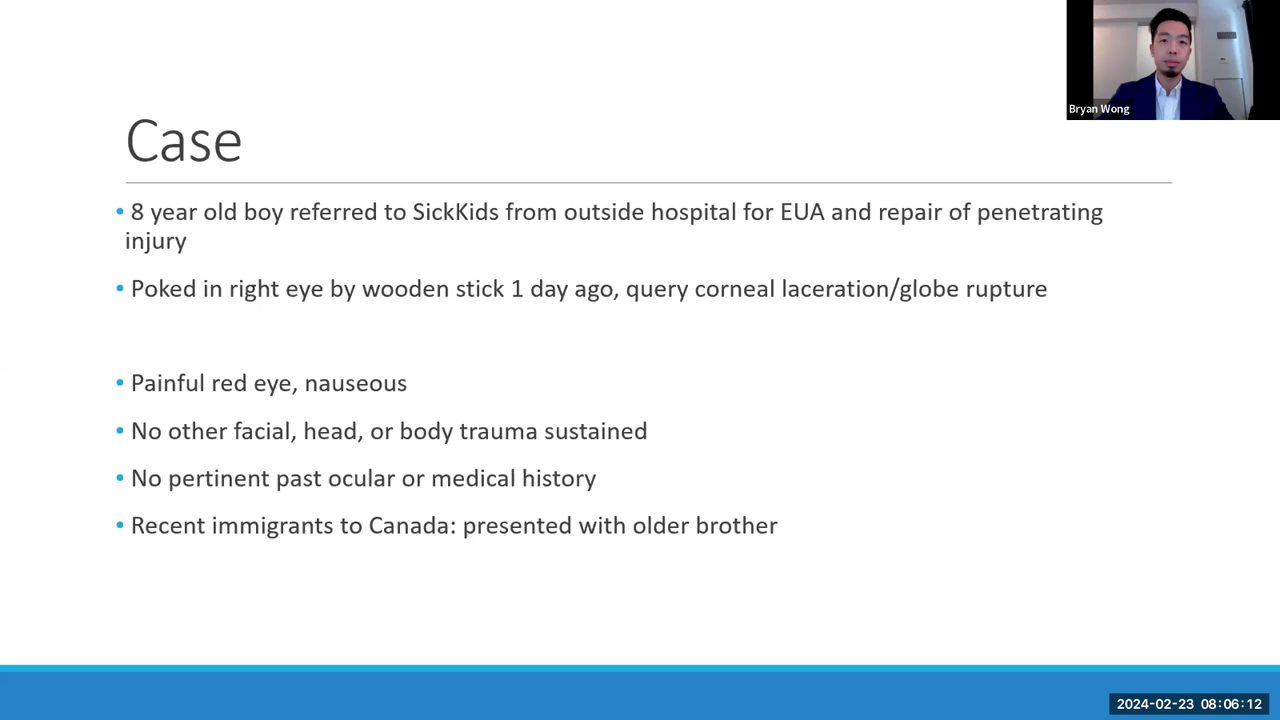 Bryan Wong
Case
• 8 year old boy referred to SickKids from outside hospital for EUA and repair of penetrating
injury
• Poked in right eye by wooden stick 1 day ago, query corneal laceration/globe rupture
• Painful red eye, nauseous
• No other facial, head, or body trauma sustained
• No pertinent past ocular or medical history
• Recent immigrants to Canada: presented with older brother
2024-02-23 08:06:12